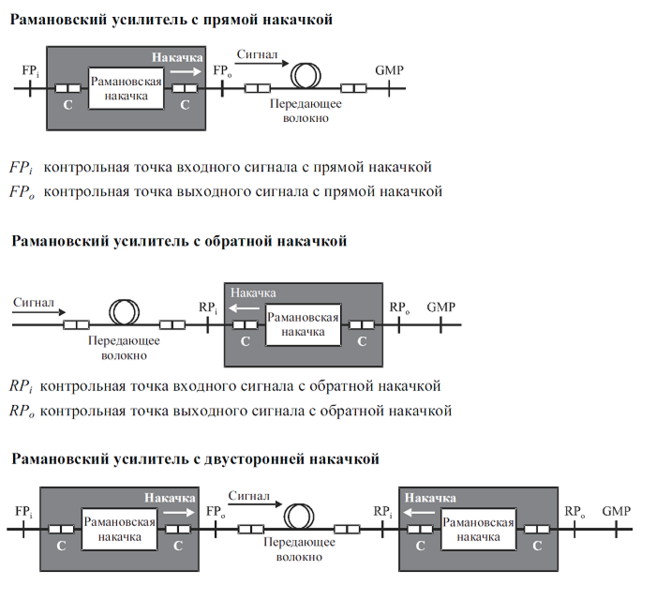 Рамановский усилитель с прямой накачкой
Накачка
Сигнал
FPi
FPo
GMP
Рамановская
накачка
C
C
Передающее
волокно
FPi контрольная точка входного сигнала с прямой накачкой
FPo контрольная точка выходного сигнала с прямой накачкой
Рамановский усилитель с обратной накачкой
Сигнал
Накачка
RPi
RPo
GMP
Рамановская
накачка
Передающее
волокно
C
C
RPi контрольная точка входного сигнала с обратной накачкой
RPo контрольная точка выходного сигнала с обратной накачкой
Рамановский усилитель с двусторонней накачкой
Накачка
Сигнал
Накачка
FPi
FPo
RPi
RPo
GMP
Рамановская
накачка
Рамановская
накачка
C
C
Передающее
волокно
C
C